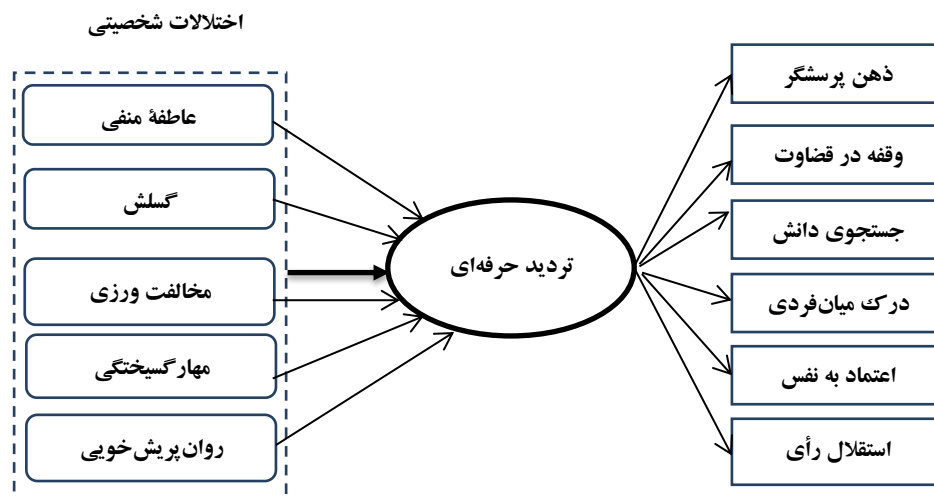 اختلالات شخصیتی
عاطفۀ منفی
گسلش
مخالفت ورزی
مهارگسیختگی
روان‌پریش‌خویی
تردید حرفه‌ای
ذهن پرسشگر
وقفه در قضاوت
جستجوی دانش
درک میان‌فردی
اعتماد به نفس
استقلال رأی